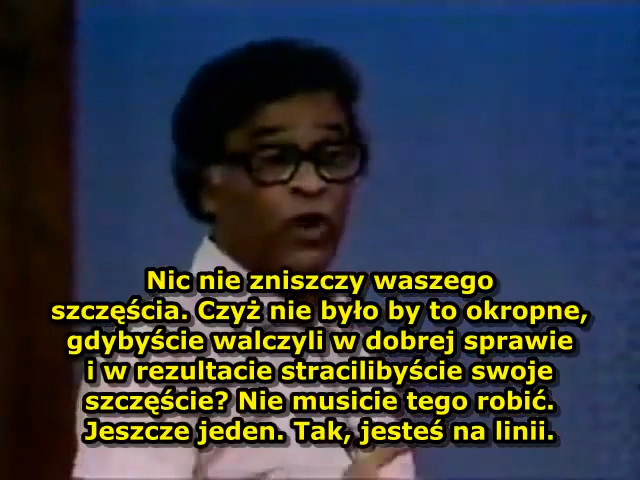 Nic nie zniszczy waszego
szczęścia. Czyż nie było by to okropne,
gdybyście walczyli w dobrej sprawie
i w rezultacie stracilibyście swoje
szczęście? Nie musicie tego robić.
Jeszcze jeden. Tak, jesteś na linii.